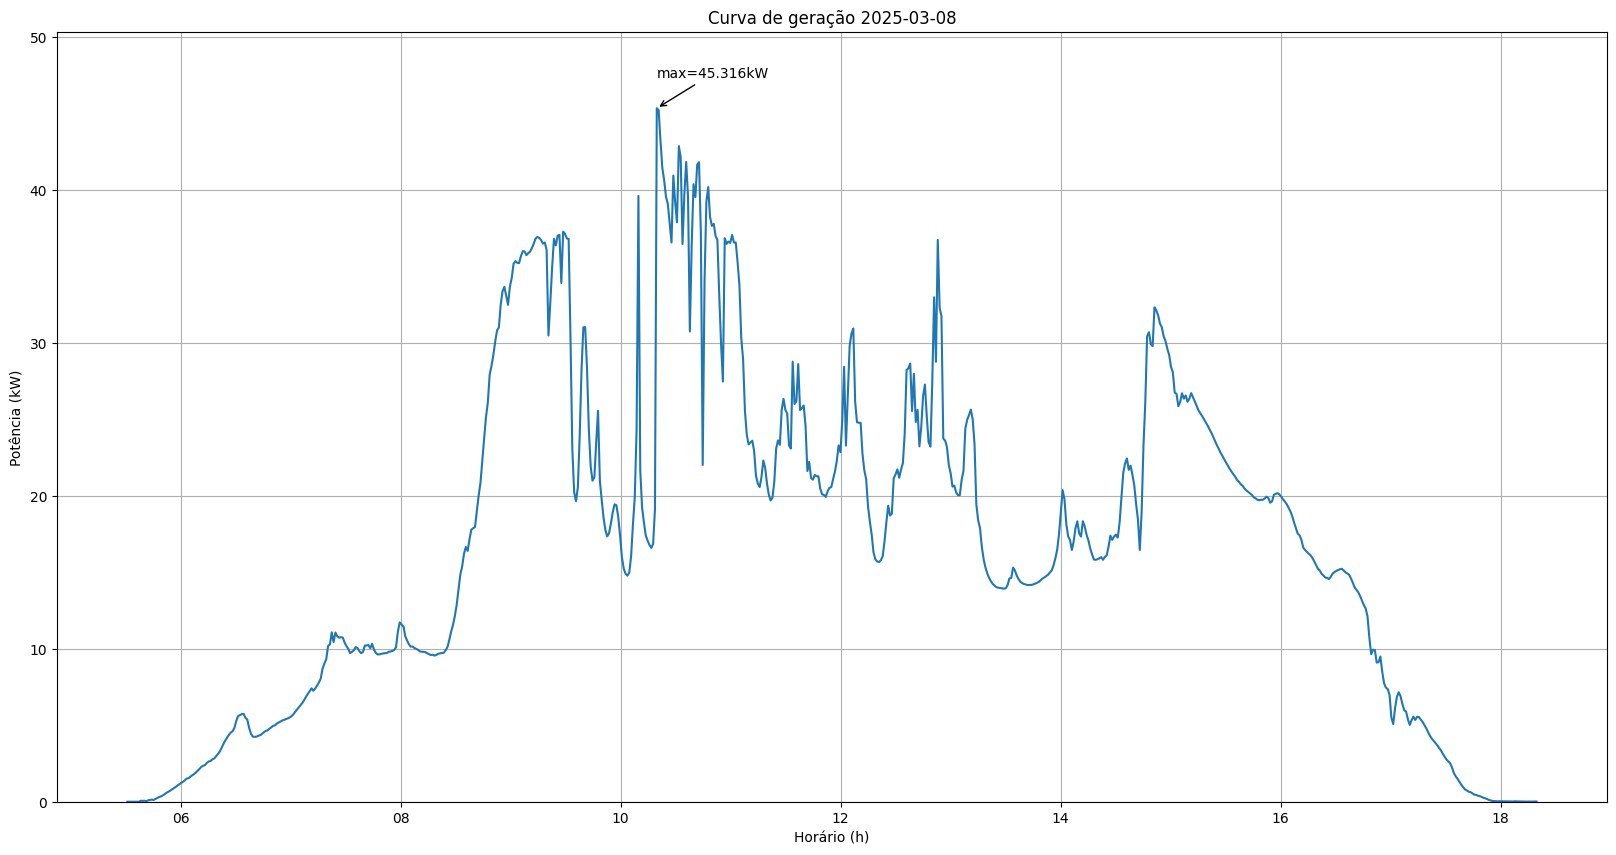 Curva de geração 2025-03-08
50
max=45.316kW
40
30
Potência (kW)
20
10
0
06 08 10 12 14 16 18
Horário (h)